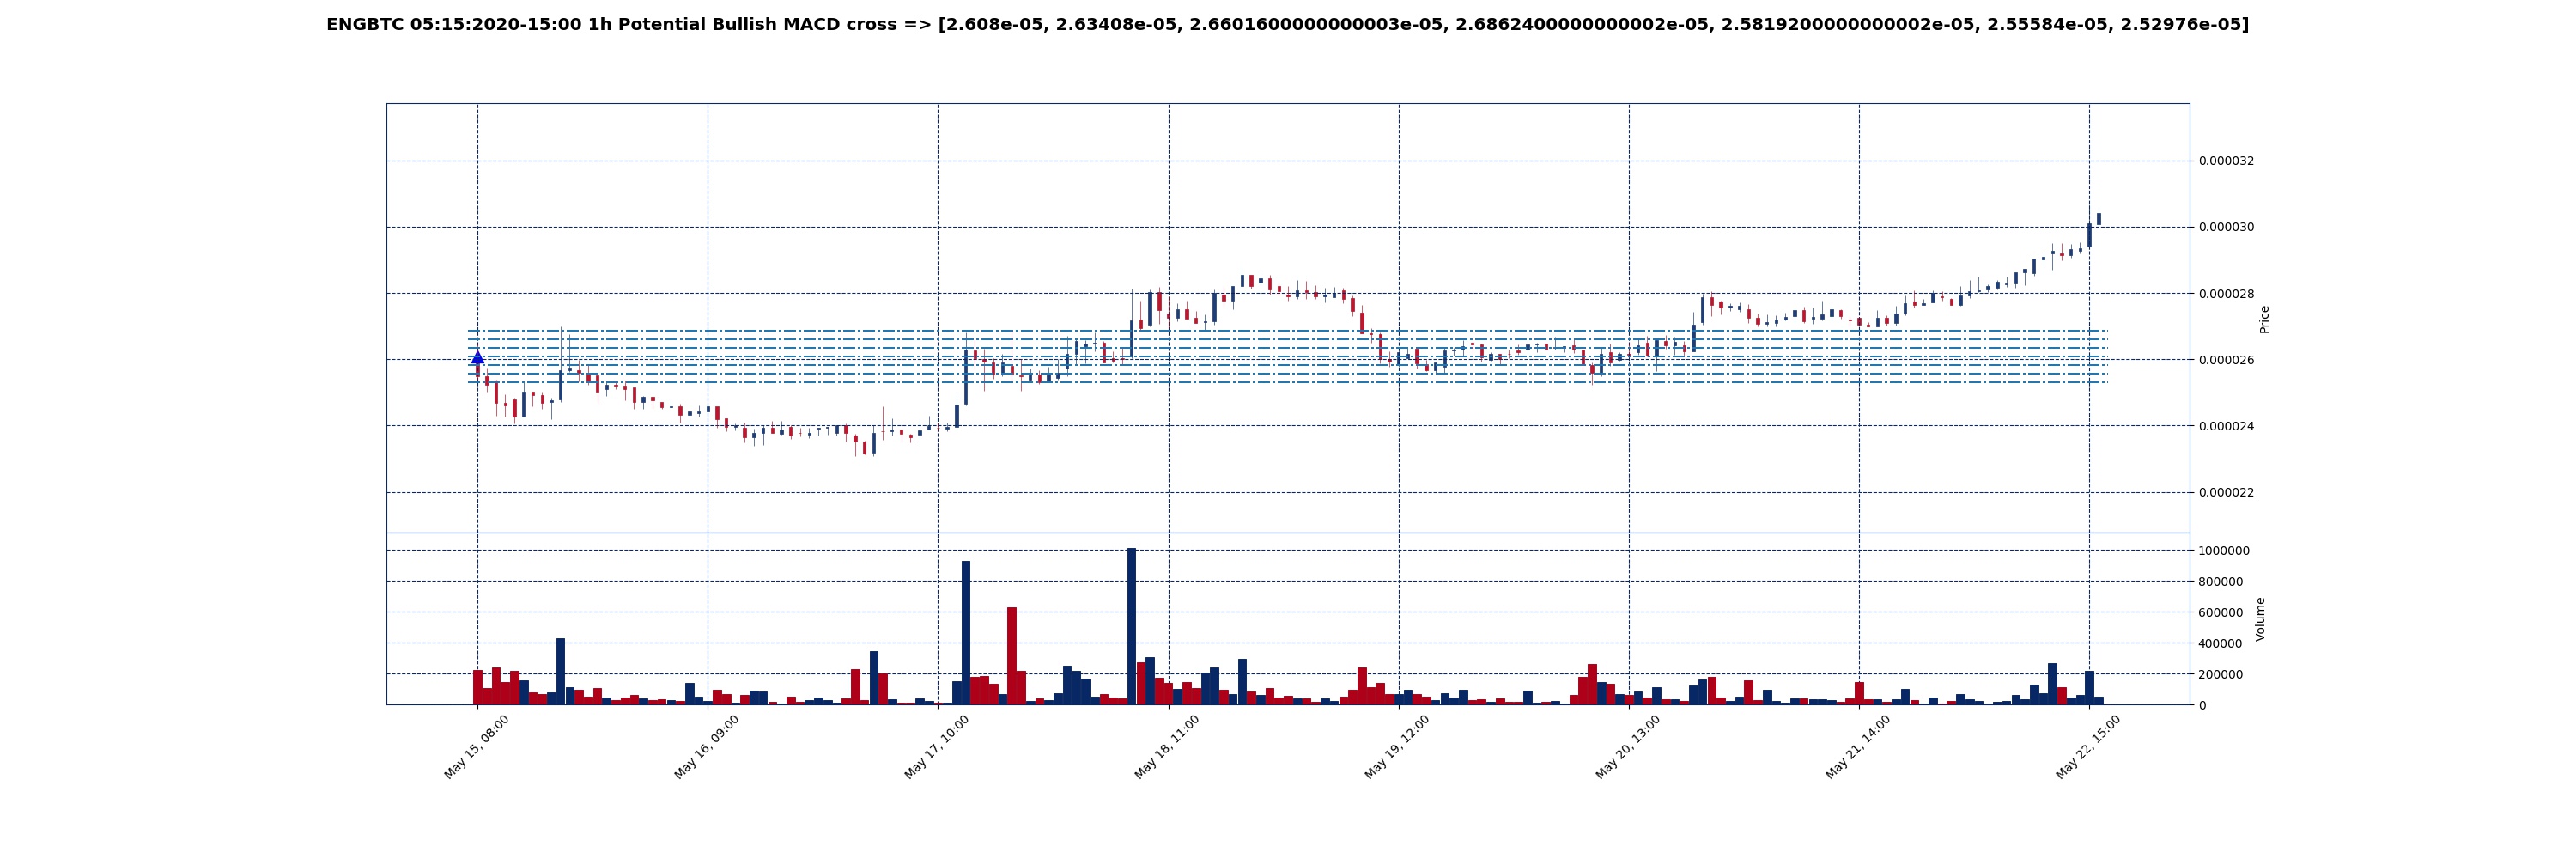 ENGBTC 05:15:2020-15:00 1h Potential Bullish MACD cross => [2.608e-05, 2.63408e-05, 2.6601600000000003e-05, 2.6862400000000002e-05, 2.5819200000000002e-05, 2.55584e-05, 2.52976e-05]
0.000032
0.000030
0.000028
0.000026
0.000024
0.000022
Price
1000000
800000
600000
400000
200000
0
Volume
May 15, 08:00
May 16, 09:00
May 17, 10:00
May 18, 11:00
May 19, 12:00
May 20, 13:00
May 21, 14:00
May 22, 15:00